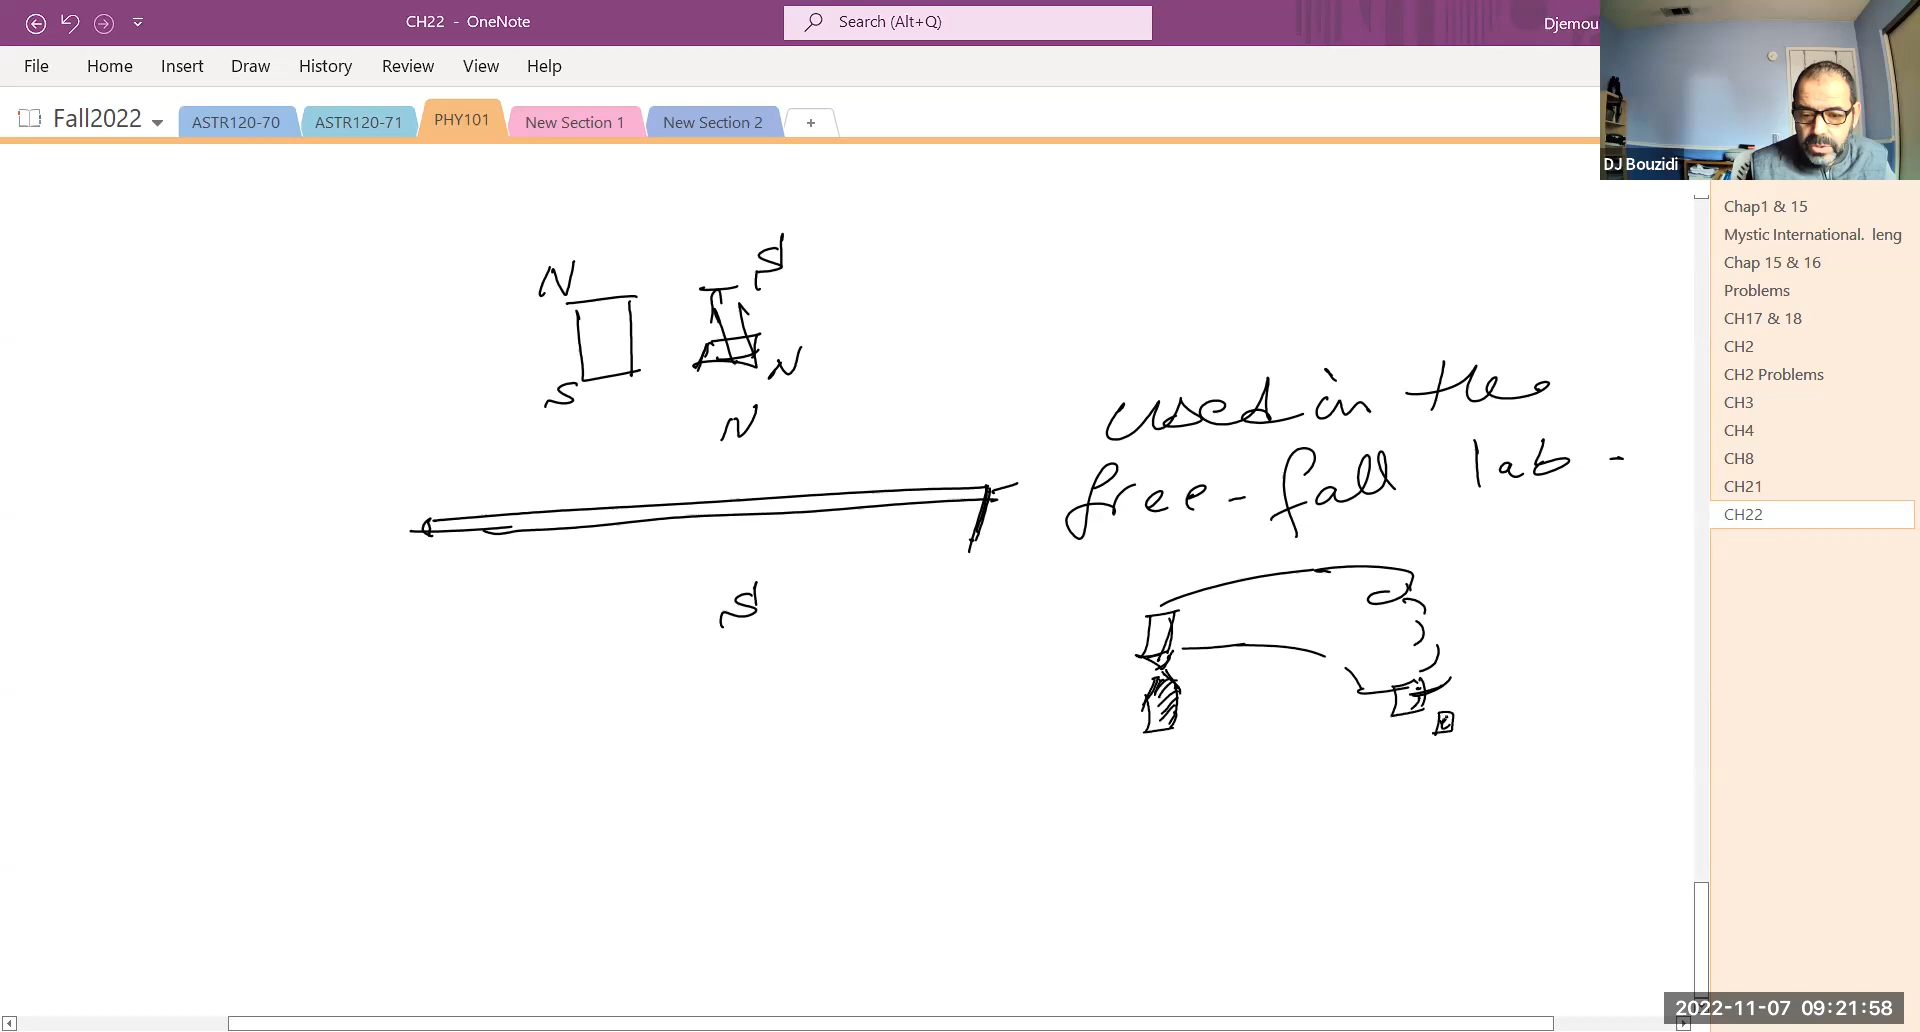 CH22 - OneNote
Search (Alt+Q)
Djemou
File Home Insert Draw History Review View Help
Fall2022 ASTR120-70 ASTR120-71 PHY101 New Section 1 New Section 2 +
DJ Bouzidi
Chap1 & 15
Mystic International. leng
Chap 15 & 16
Problems
CH17 & 18
CH2
CH2 Problems
CH3
CH4
CH8
CH21
CH22
N
S
S
N
N
S
used in the
free-fall lab -
2022-11-07 09:21:58